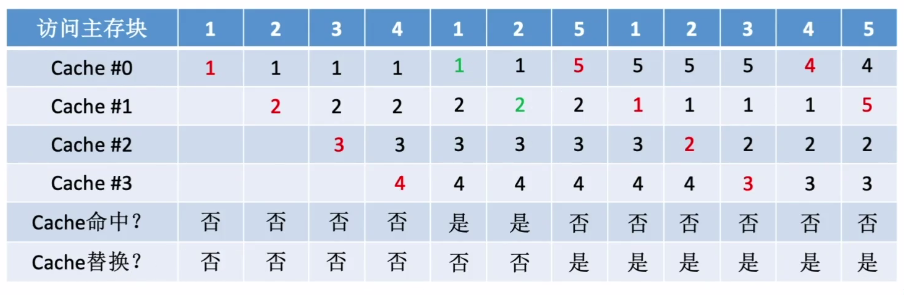 访问主存块 1 2 3 4 1 2 5 1 2 3 4 5
Cache #0 1 1 1 1 1 1 5 5 5 5 4 4
Cache #1 2 2 2 2 2 2 1 1 1 1 5
Cache #2 3 3 3 3 3 3 2 2 2 2
Cache #3 4 4 4 4 4 4 3 3 3
Cache命中? 否 否 否 否 是 是 否 否 否 否 否 否
Cache替换? 否 否 否 否 否 否 是 是 是 是 是 是